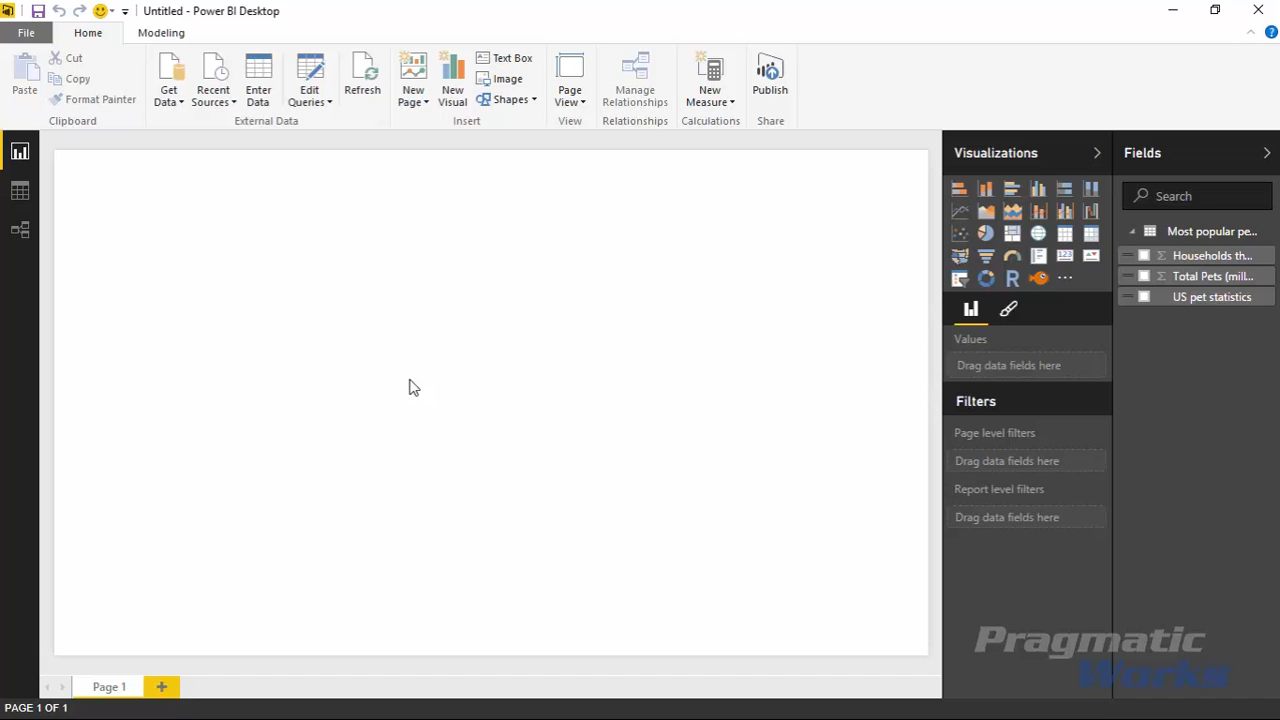 Untitled - Power BI Desktop
File
Home
Modeling
Paste
Cut
Copy
Format Painter
Clipboard
Get Data
Recent Sources
Enter Data
Edit Queries
Refresh
External Data
New Page
New Visual
Text Box
Image
Shapes
Insert
Page View
View
Manage Relationships
Relationships
New Measure
Calculations
Publish
Share
Visualizations
R
Values
Drag data fields here
Filters
Page level filters
Drag data fields here
Report level filters
Drag data fields here
Fields
Search
Most popular pe...
Households th...
Total Pets (mill...
US pet statistics
Pragmatic
Works
Page 1
PAGE 1 OF 1